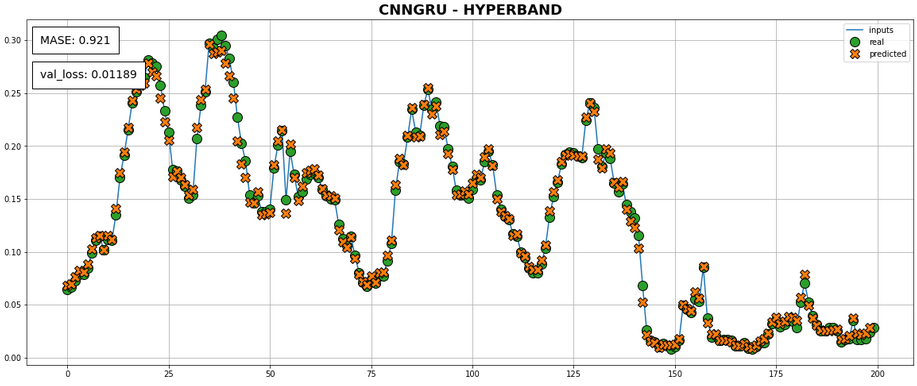 CNNGRU - HYPERBAND
MASE: 0.921
val_loss: 0.01189
inputs
real
predicted
0.30
0.25
0.20
0.15
0.10
0.05
0.00
0 25 50 75 100 125 150 175 200